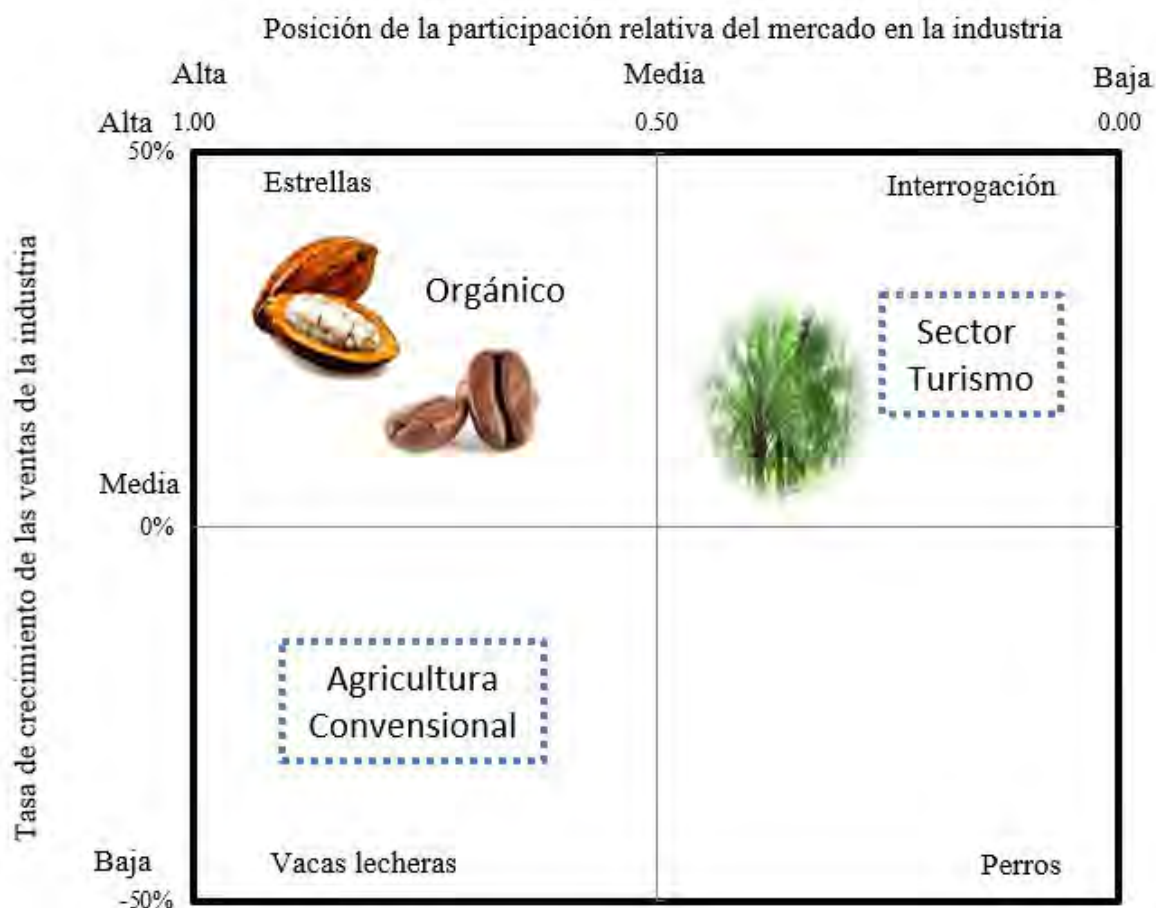 Posición de la participación relativa del mercado en la industria
Alta
Media
Baja
Alta
1.00
0.50
0.00
50%
Estrellas
Interrogación
Orgánico
Sector
Turismo
Tasa de crecimiento de las ventas de la industria
Media
0%
Agricultura
Convensional
Baja
Vacas lecheras
Perros
-50%